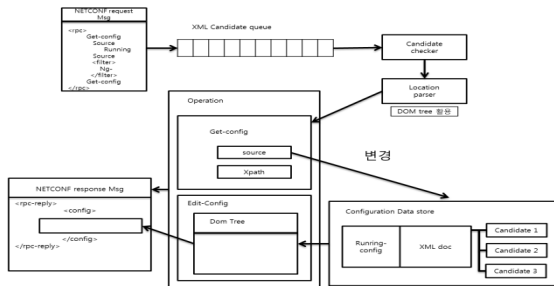 NETCONF request
Msg
<rpc>
Get-config
Source
Running
Source
<filter>
Ng-
</filter>
Get-config
</rpc>
XML Candidate queue
Candidate
checker
Location
parser
DOM tree 활용
Operation
Get-config
source
Xpath
변경
Edit-Config
Dom Tree
NETCONF response Msg
<rpc-reply>
<config>
</config>
</rpc-reply>
Configuration Data store
Running-
config
XML doc
Candidate 1
Candidate 2
Candidate 3